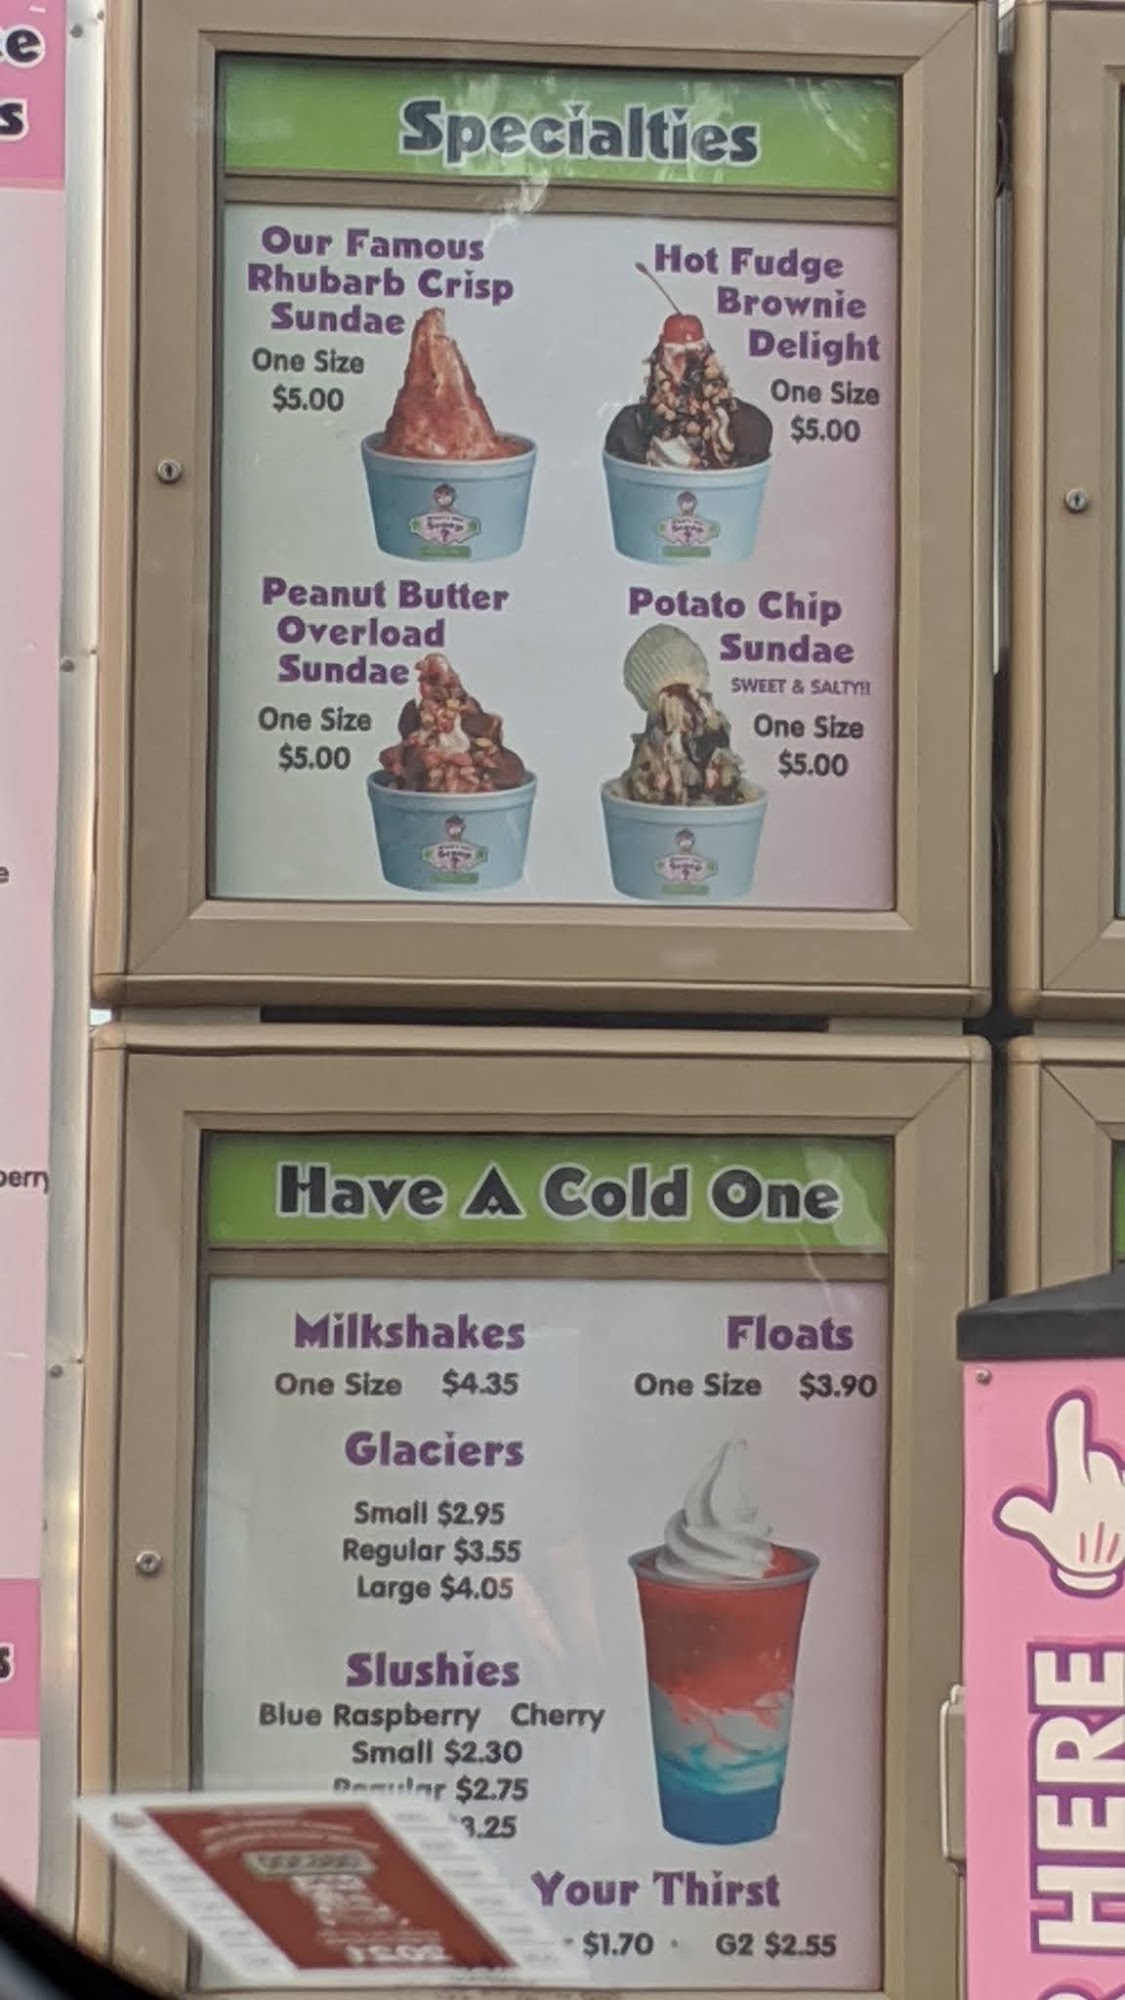 Specialties
Our Famous
Rhubarb Crisp
Sundae
One Size
$5.00
Hot Fudge
Brownie
Delight
One Size
$5.00
Peanut Butter
Overload
Sundae
One Size
$5.00
Potato Chip
Sundae
SWEET & SALTY!!
One Size
$5.00
Have A Cold One
Milkshakes
One Size $4.35
Floats
One Size $3.90
Glaciers
Small $2.95
Regular $3.55
Large $4.05
Slushies
Blue Raspberry Cherry
Small $2.30
Regular $2.75
3.25
Your Thirst
$1.70 · G2 $2.55
HERE